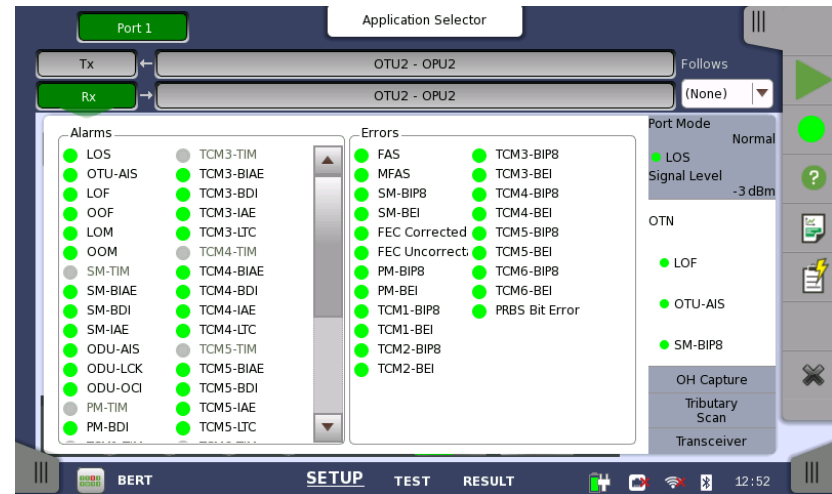 Port 1
Application Selector
Tx
OTU2 - OPU2
Follows
Rx
OTU2 - OPU2
(None)
Alarms
LOS
OTU-AIS
LOF
OOF
LOM
OOM
SM-TIM
SM-BIAE
SM-BDI
SM-IAE
ODU-AIS
ODU-LCK
ODU-OCI
PM-TIM
PM-BDI
TCM3-TIM
TCM3-BIAE
TCM3-BDI
TCM3-IAE
TCM3-LTC
TCM4-TIM
TCM4-BIAE
TCM4-BDI
TCM4-IAE
TCM4-LTC
TCM5-TIM
TCM5-BIAE
TCM5-BDI
TCM5-IAE
TCM5-LTC
Errors
FAS
MFAS
SM-BIP8
SM-BEI
FEC Corrected
FEC Uncorrect
PM-BIP8
PM-BEI
TCM1-BIP8
TCM1-BEI
TCM2-BIP8
TCM2-BEI
TCM3-BIP8
TCM3-BEI
TCM4-BIP8
TCM4-BEI
TCM5-BIP8
TCM5-BEI
TCM6-BIP8
TCM6-BEI
PRBS Bit Error
Port Mode
Normal
LOS
Signal Level
-3 dBm
OTN
LOF
OTU-AIS
SM-BIP8
OH Capture
Tributary
Scan
Transceiver
BERT
SETUP
TEST
RESULT
12:52